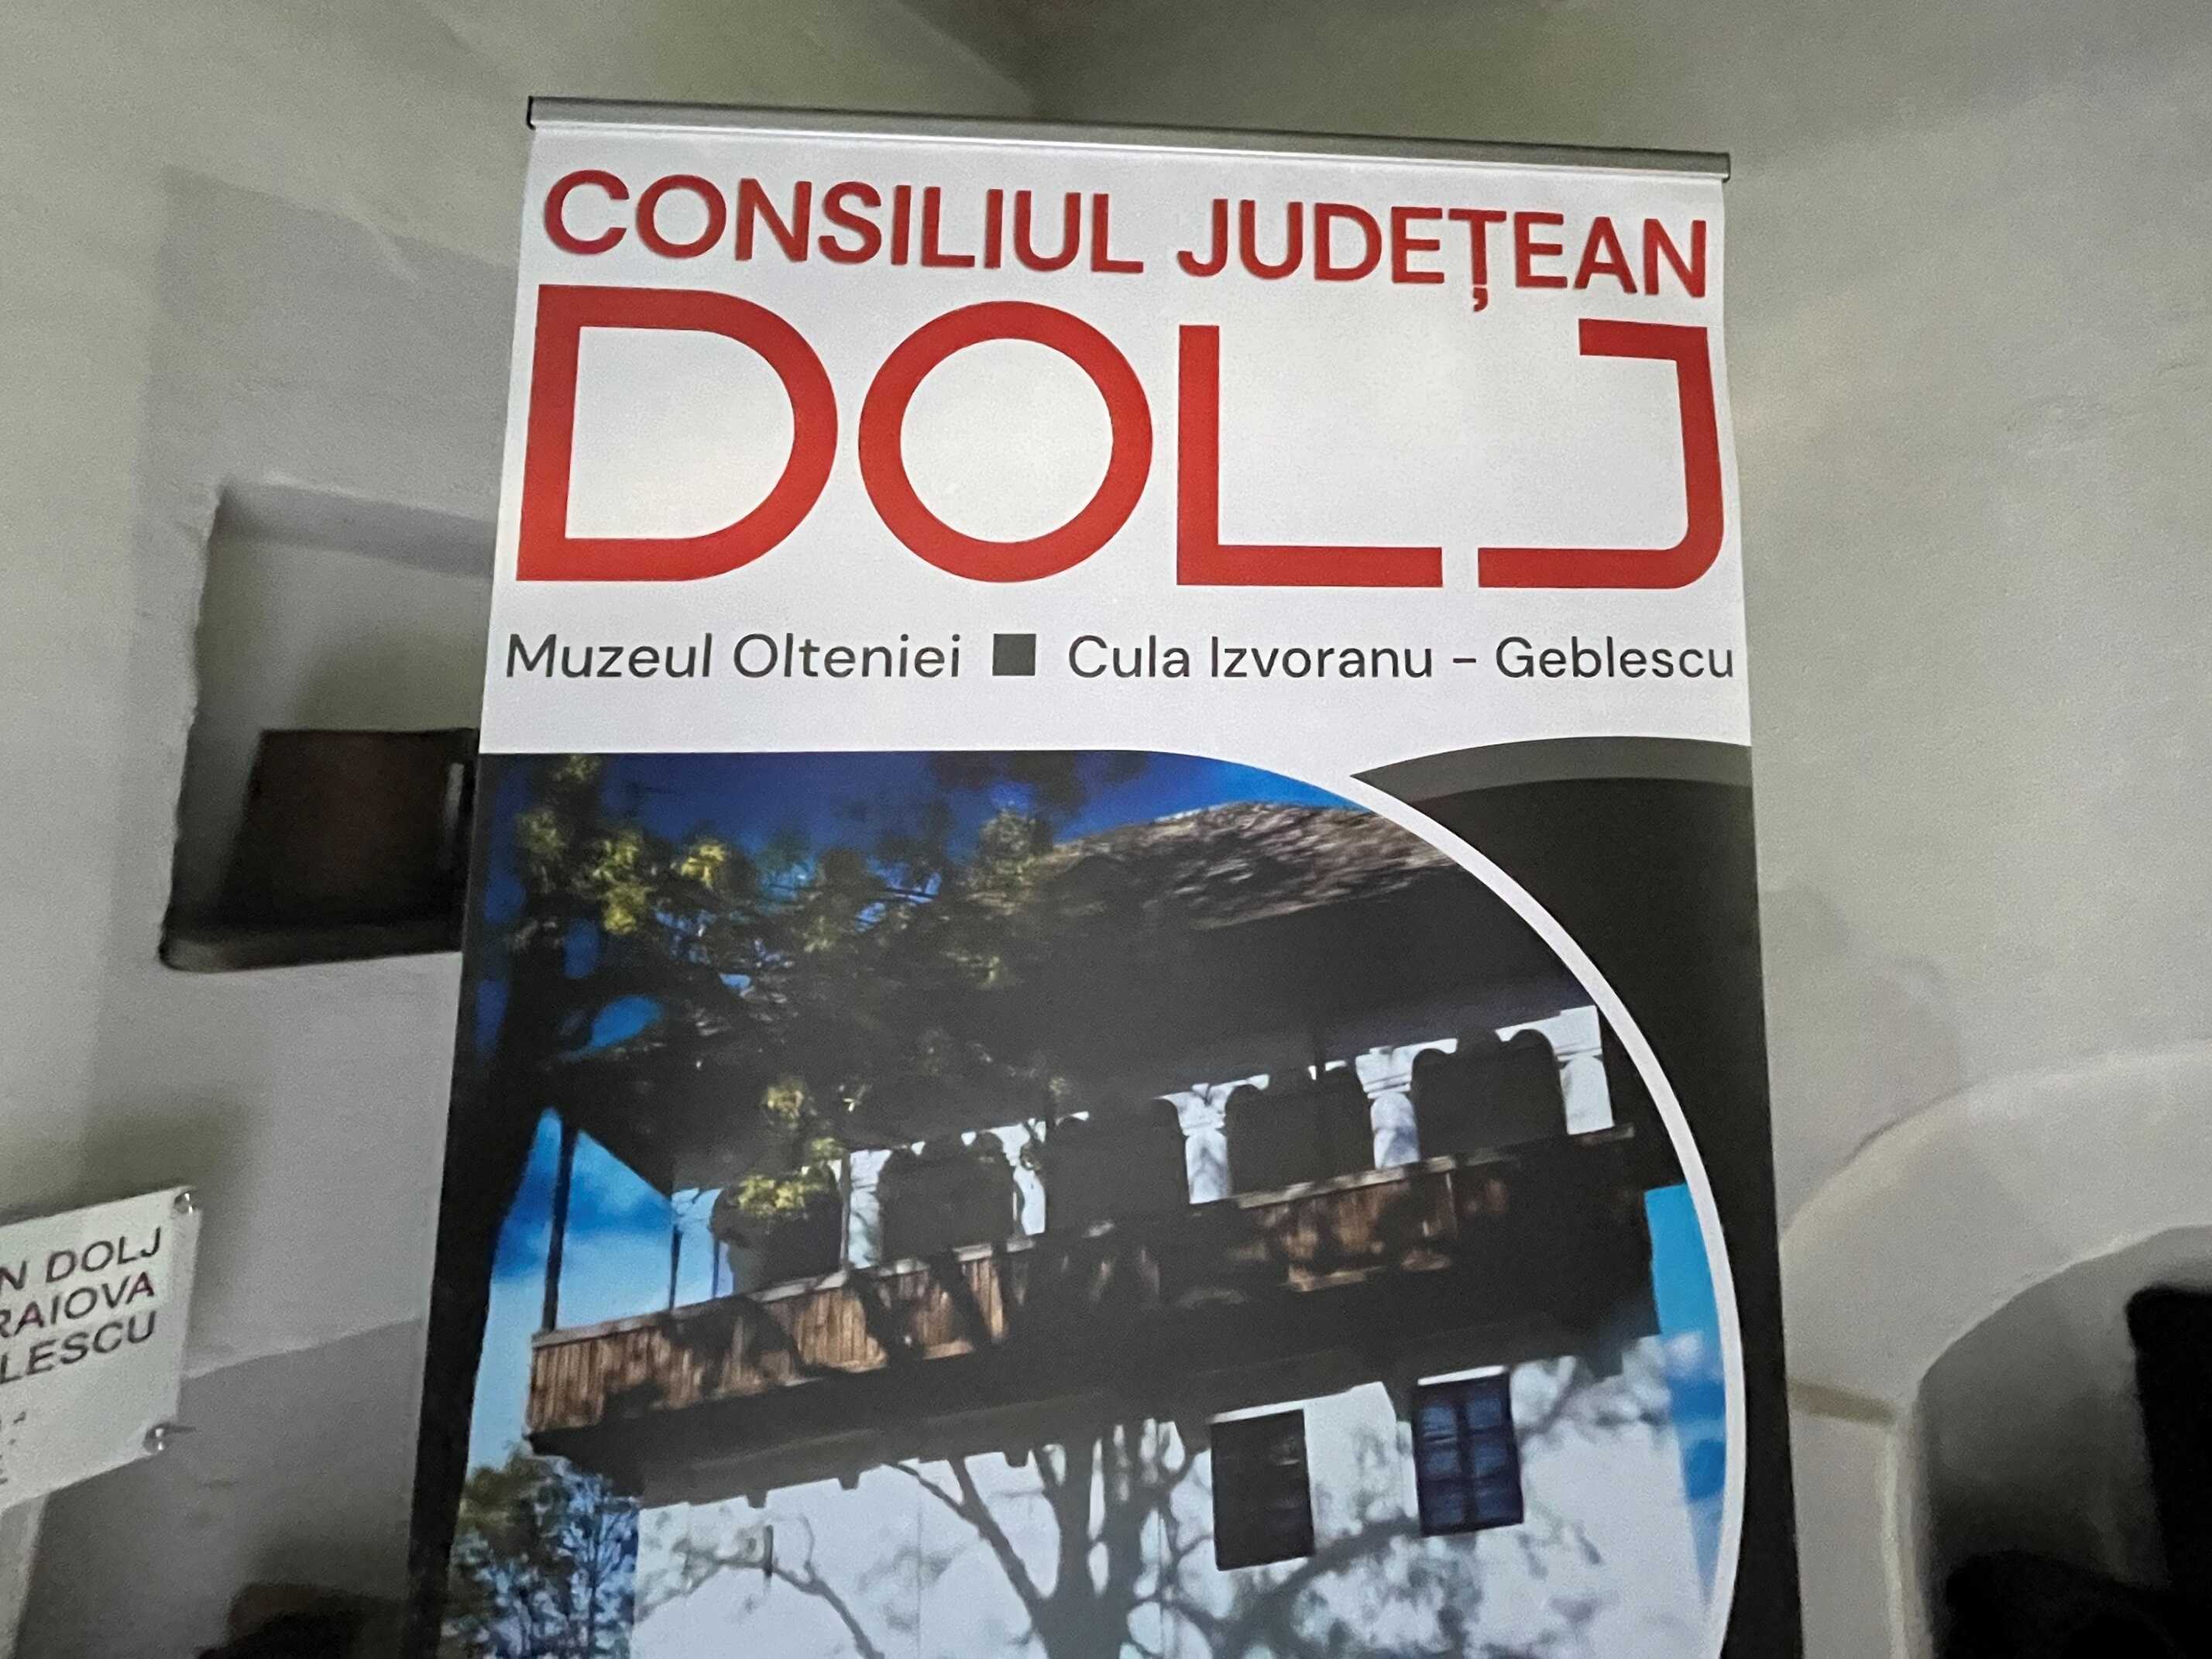 CONSILIUL JUDEȚEAN
DOLJ
Muzeul Olteniei ■ Cula Izvoranu - Geblescu
N DOLJ
RAIOVA
LESCU